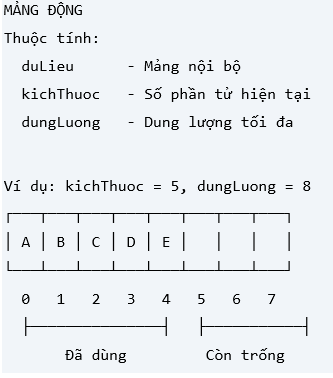 MẢNG ĐỘNG
Thuộc tính:
duLieu - Mảng nội bộ
kichThuoc - Số phần tử hiện tại
dungLuong - Dung lượng tối đa
Ví dụ: kichThuoc = 5, dungLuong = 8
A B C D E
0 1 2 3 4 5 6 7
Đã dùng Còn trống